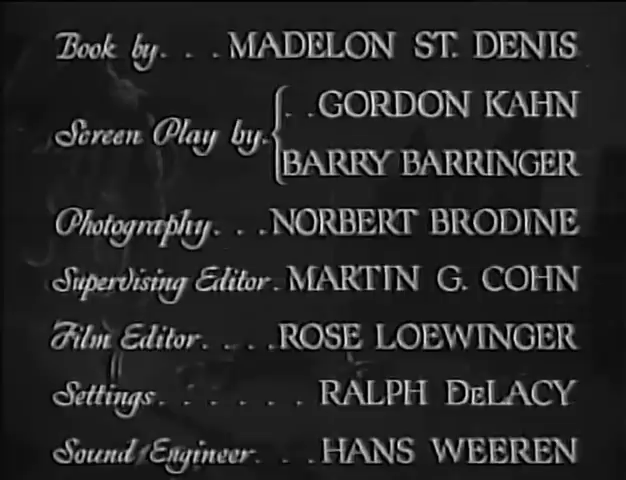 Book by. . . MADELON ST. DENIS
Screen Play by. . . GORDON KAHN
BARRY BARRINGER
Photography. . . NORBERT BRODINE
Supervising Editor. MARTIN G. COHN
Film Editor. . . . ROSE LOEWINGER
Settings. . . . . . RALPH DeLACY
Sound Engineer. . . HANS WEEREN